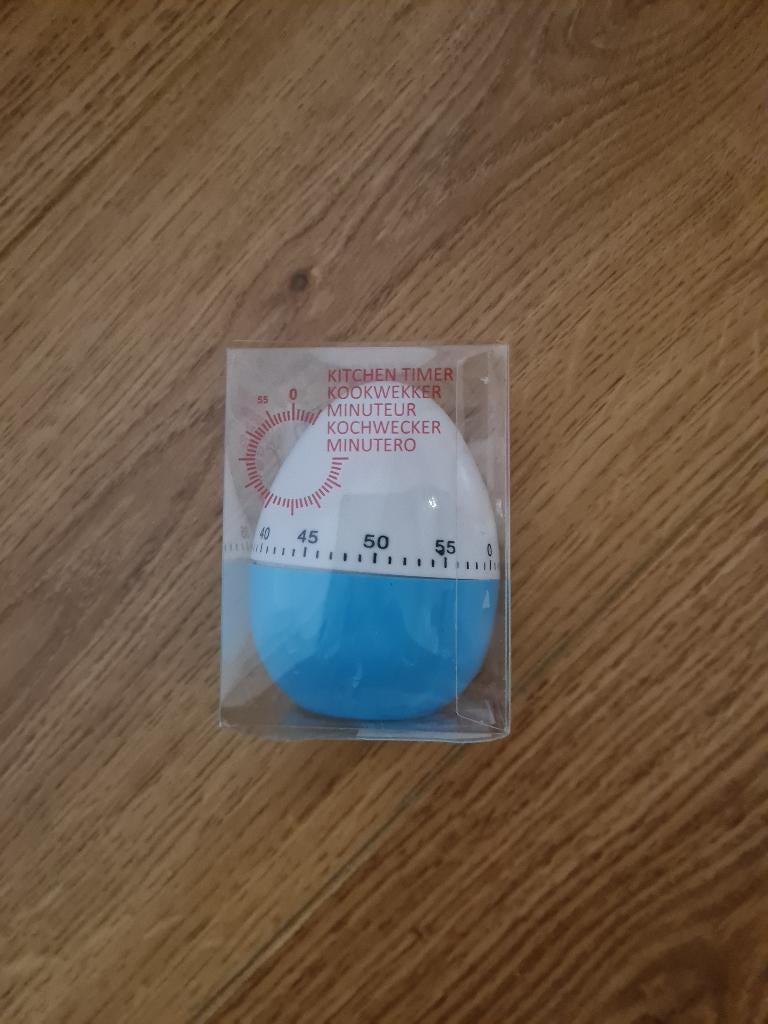 KITCHEN TIMER
KOOKWEKKER
MINUTEUR
KOCHWECKER
MINUTERO
55 0
40 45 50 55 0